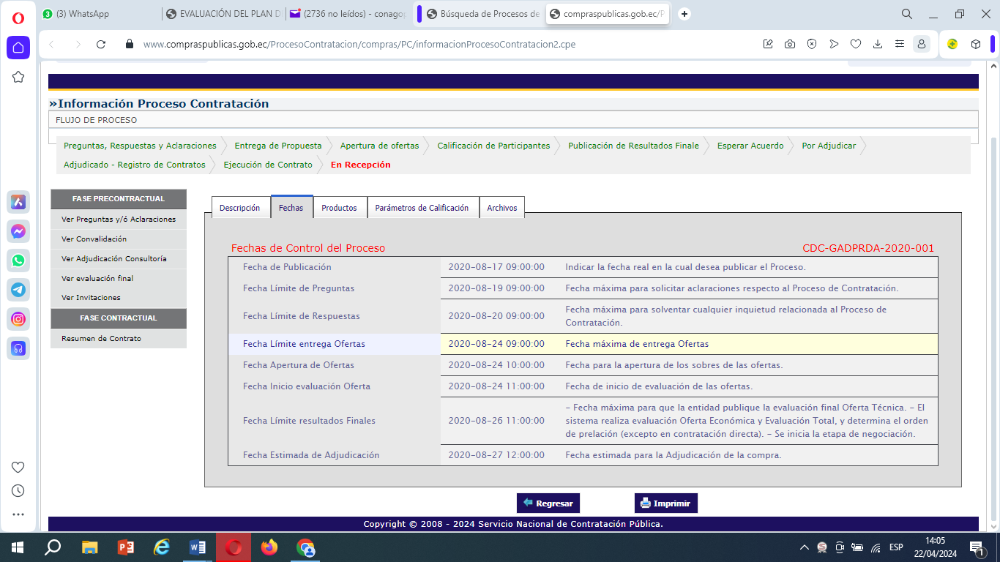 (3) WhatsApp
EVALUACIÓN DEL PLAN D
(2736 no leídos) - conagop
Búsqueda de Procesos de
compraspublicas.gob.ec/P
www.compraspublicas.gob.ec/ProcesoContratacion/compras/PC/informacionProcesoContratacion2.cpe
»Información Proceso Contratación
FLUJO DE PROCESO
Preguntas, Respuestas y Aclaraciones
Entrega de Propuesta
Apertura de ofertas
Calificación de Participantes
Publicación de Resultados Finale
Esperar Acuerdo
Por Adjudicar
Adjudicado - Registro de Contratos
Ejecución de Contrato
En Recepción
FASE PRECONTRACTUAL
Ver Preguntas y/ó Aclaraciones
Ver Convalidación
Ver Adjudicación Consultoría
Ver evaluación final
Ver Invitaciones
FASE CONTRACTUAL
Resumen de Contrato
Descripción
Fechas
Productos
Parámetros de Calificación
Archivos
Fechas de Control del Proceso
CDC-GADPRDA-2020-001
Fecha de Publicación
2020-08-17 09:00:00
Indicar la fecha real en la cual desea publicar el Proceso.
Fecha Límite de Preguntas
2020-08-19 09:00:00
Fecha máxima para solicitar aclaraciones respecto al Proceso de Contratación.
Fecha Límite de Respuestas
2020-08-20 09:00:00
Fecha máxima para solventar cualquier inquietud relacionada al Proceso de
Contratación.
Fecha Límite entrega Ofertas
2020-08-24 09:00:00
Fecha máxima de entrega Ofertas
Fecha Apertura de Ofertas
2020-08-24 10:00:00
Fecha para la apertura de los sobres de las ofertas.
Fecha Inicio evaluación Oferta
2020-08-24 11:00:00
Fecha de inicio de evaluación de las ofertas.
Fecha Límite resultados Finales
2020-08-26 11:00:00
- Fecha máxima para que la entidad publique la evaluación final Oferta Técnica. - El
sistema realiza evaluación Oferta Económica y Evaluación Total, y determina el orden
de prelación (excepto en contratación directa). - Se inicia la etapa de negociación.
Fecha Estimada de Adjudicación
2020-08-27 12:00:00
Fecha estimada para la Adjudicación de la compra.
Regresar
Imprimir
Copyright © 2008 - 2024 Servicio Nacional de Contratación Pública.
ESP
14:05
22/04/2024
1